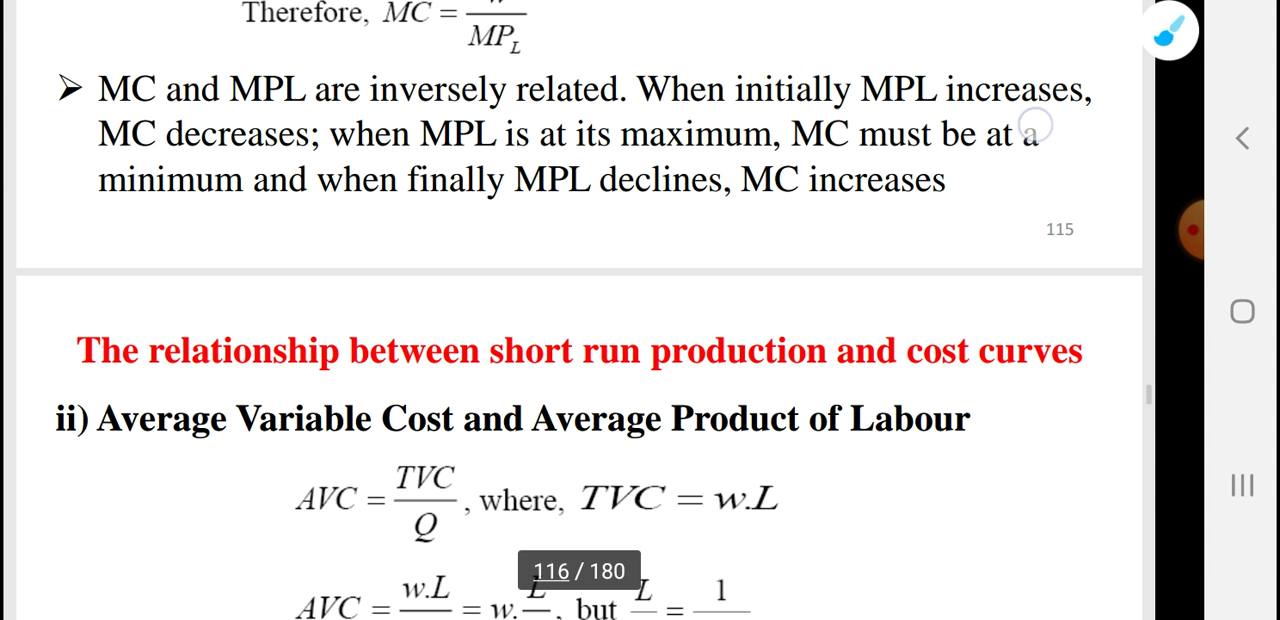 Therefore, MC = w / MP_L
➤ MC and MPL are inversely related. When initially MPL increases,
MC decreases; when MPL is at its maximum, MC must be at a
minimum and when finally MPL declines, MC increases
115
The relationship between short run production and cost curves
ii) Average Variable Cost and Average Product of Labour
AVC = TVC / Q , where, TVC = w.L
116 / 180
AVC = w.L = w. L , but L = 1